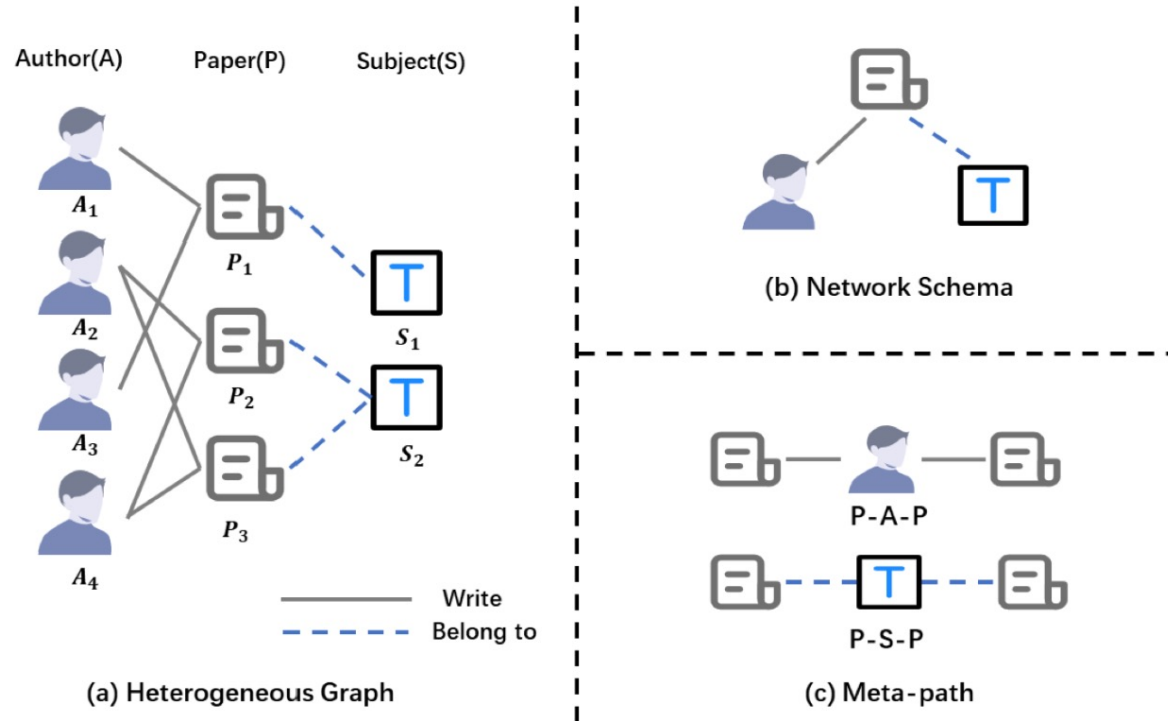 Author(A)
Paper(P)
Subject(S)
A₁
P₁
A₂
S₁
P₂
A₃
S₂
P₃
A₄
Write
Belong to
(a) Heterogeneous Graph
T
T
T
(b) Network Schema
P-A-P
T
P-S-P
(c) Meta-path